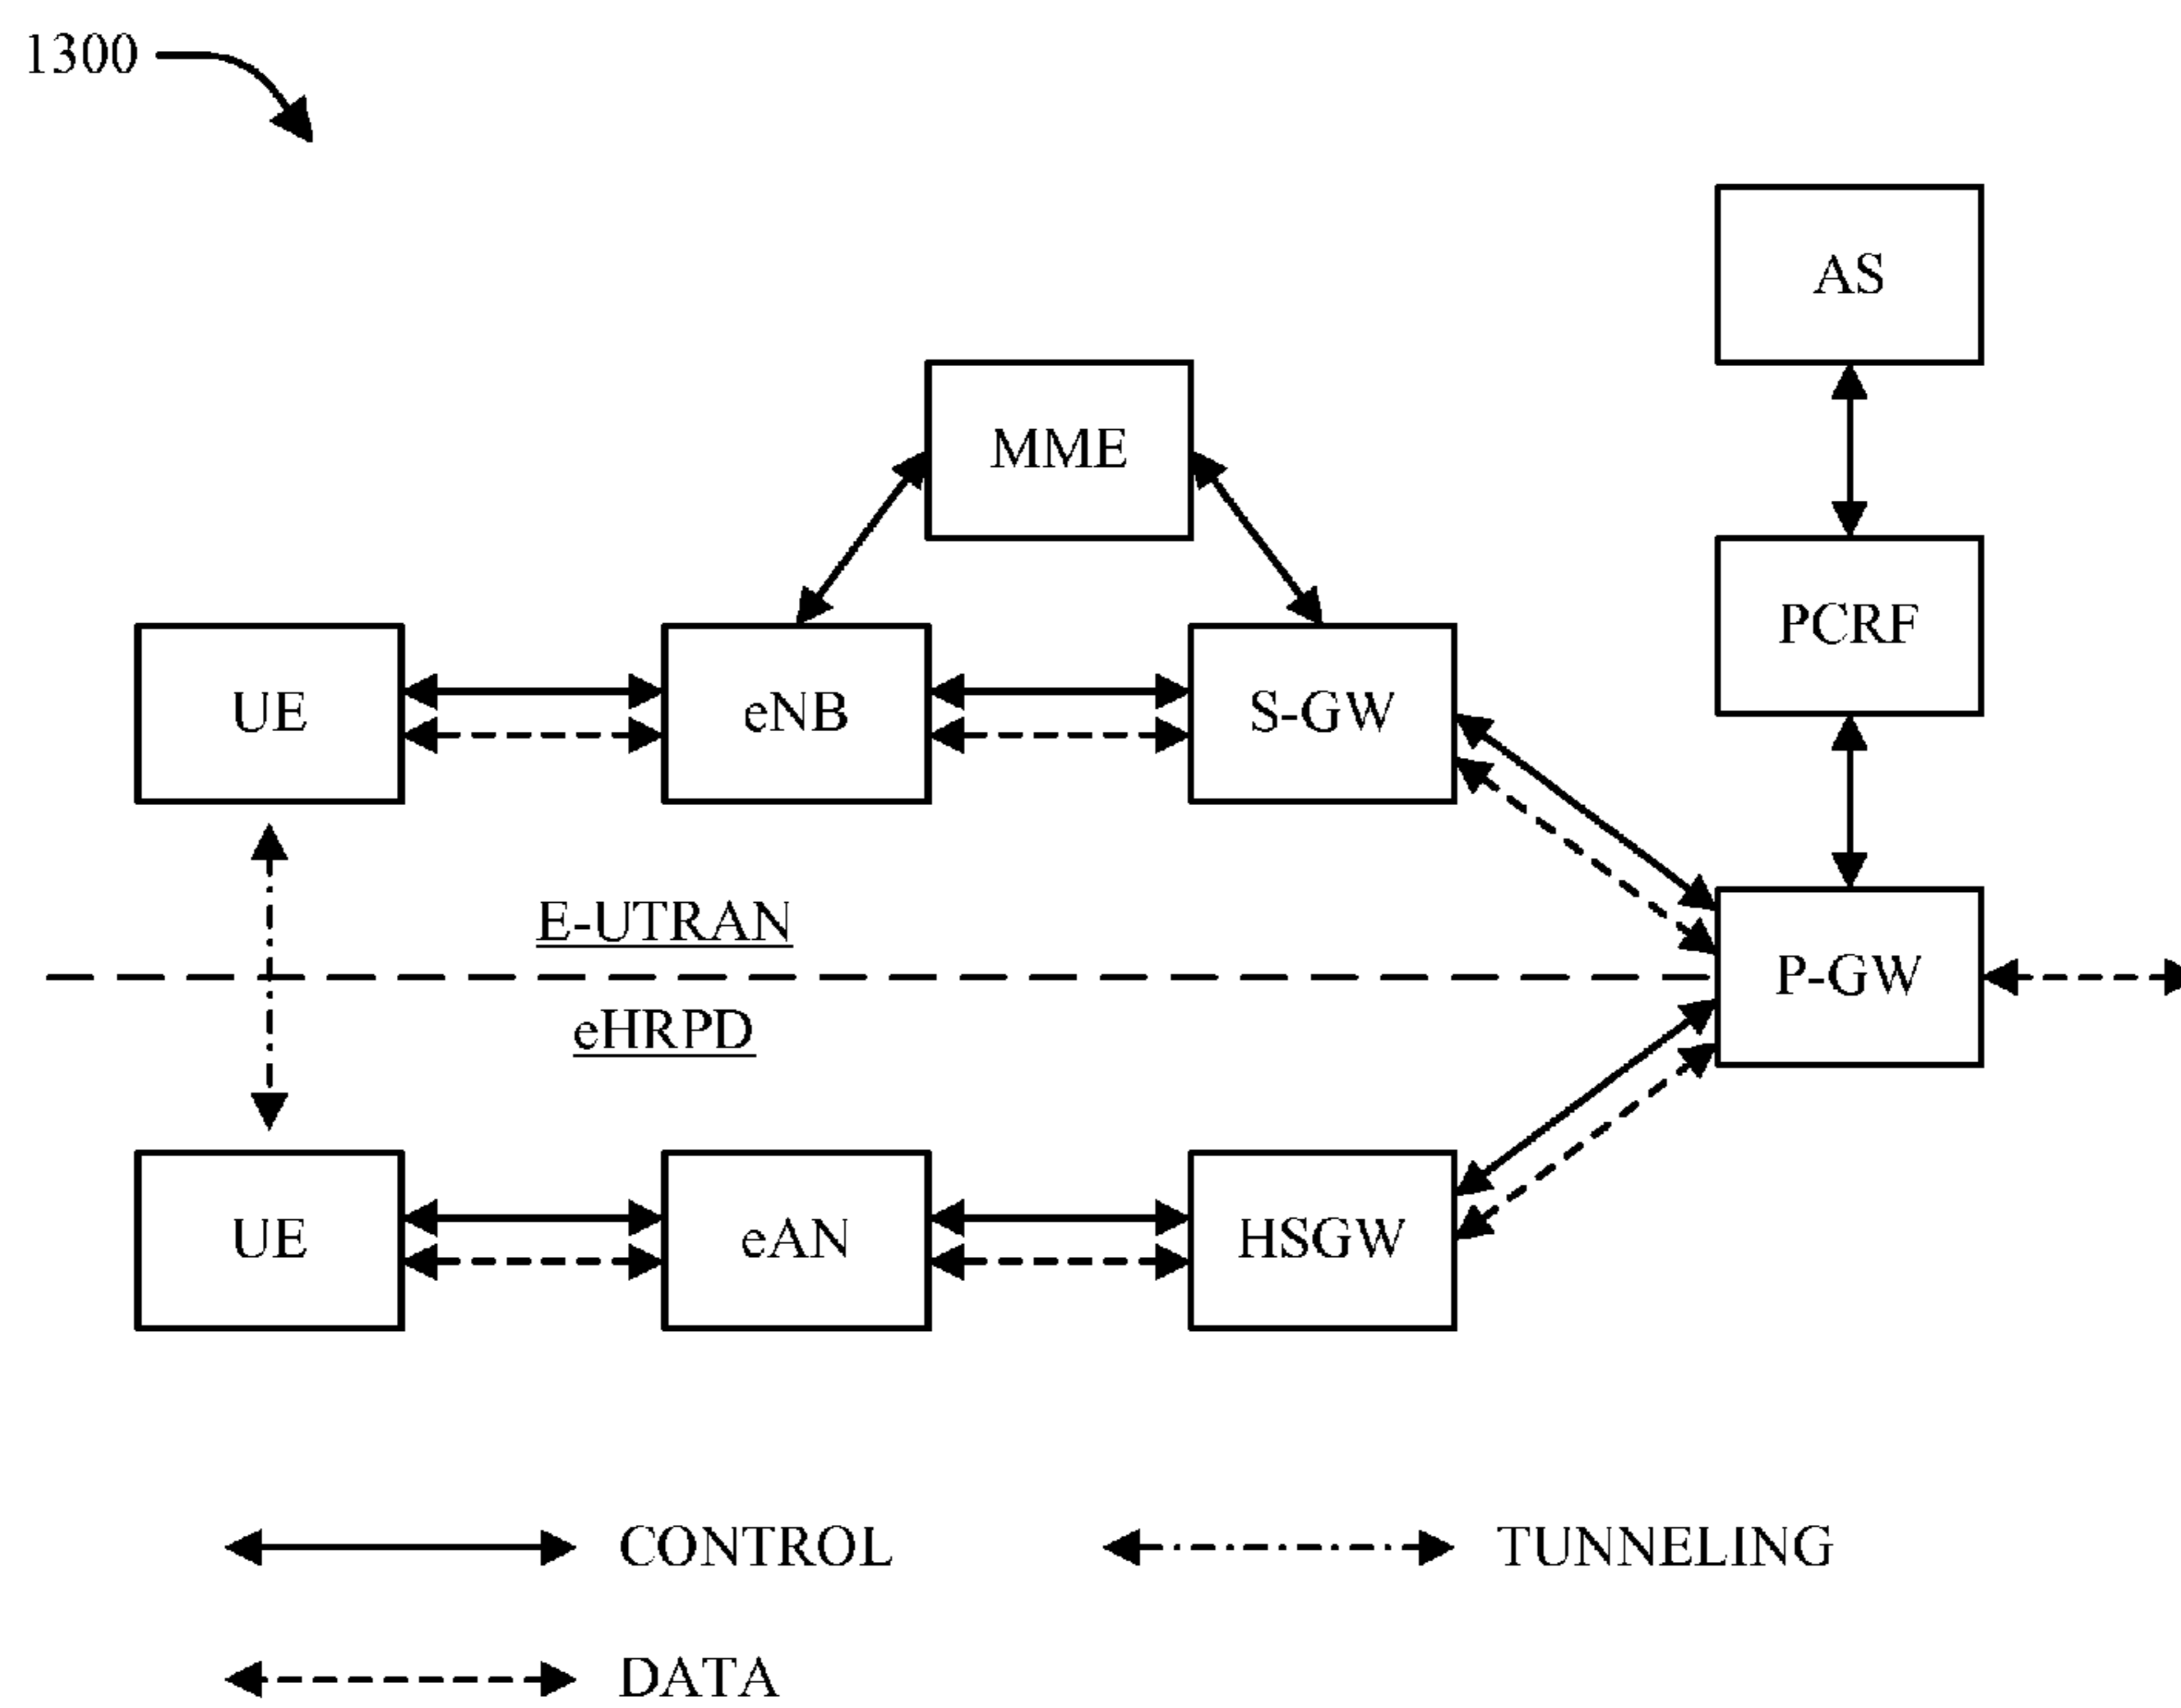 1300
AS
MME
PCRF
UE
eNB
S-GW
E-UTRAN
P-GW
eHRPD
UE
eAN
HSGW
CONTROL
TUNNELING
DATA